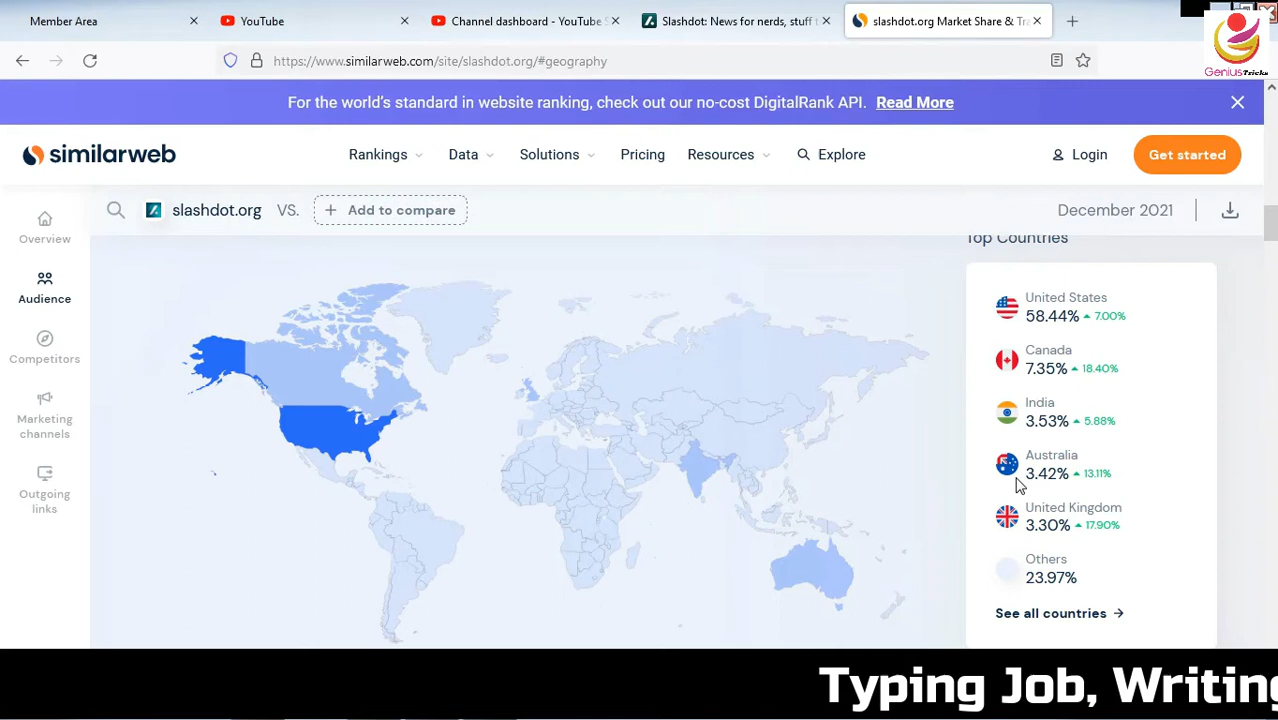 Member Area
YouTube
Channel dashboard - YouTube S
Slashdot: News for nerds, stuff t
slashdot.org Market Share & Tra
Genius Tricks
https://www.similarweb.com/site/slashdot.org/#geography
For the world's standard in website ranking, check out our no-cost DigitalRank API. Read More
similarweb
Rankings
Data
Solutions
Pricing
Resources
Explore
Login
Get started
slashdot.org
VS.
+ Add to compare
December 2021
Overview
Audience
Competitors
Marketing
channels
Outgoing
links
Top Countries
United States
58.44% 7.00%
Canada
7.35% 18.40%
India
3.53% 5.88%
Australia
3.42% 13.11%
United Kingdom
3.30% 17.90%
Others
23.97%
See all countries →
Typing Job, Writing